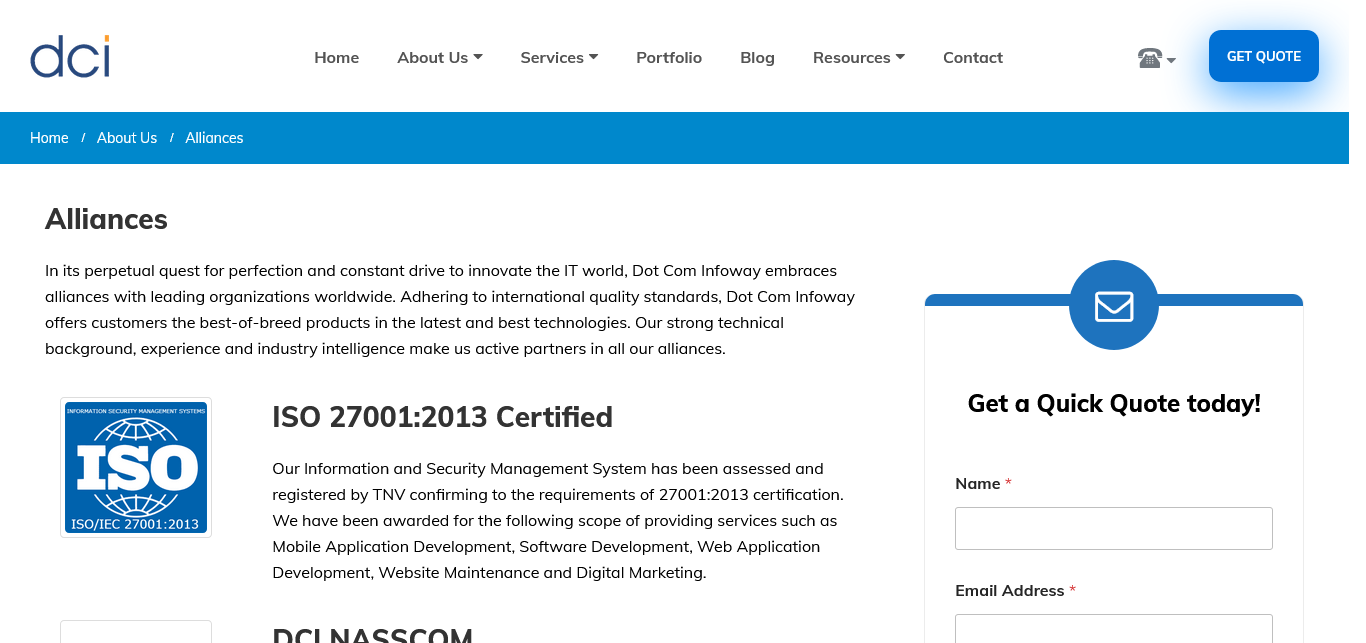 dci
Home
About Us
Services
Portfolio
Blog
Resources
Contact
GET QUOTE
Home / About Us / Alliances
Alliances
In its perpetual quest for perfection and constant drive to innovate the IT world, Dot Com Infoway embraces
alliances with leading organizations worldwide. Adhering to international quality standards, Dot Com Infoway
offers customers the best-of-breed products in the latest and best technologies. Our strong technical
background, experience and industry intelligence make us active partners in all our alliances.
INFORMATION SECURITY MANAGEMENT SYSTEMS
ISO
ISO/IEC 27001:2013
ISO 27001:2013 Certified
Our Information and Security Management System has been assessed and
registered by TNV confirming to the requirements of 27001:2013 certification.
We have been awarded for the following scope of providing services such as
Mobile Application Development, Software Development, Web Application
Development, Website Maintenance and Digital Marketing.
DCI NASSCOM
Get a Quick Quote today!
Name *
Email Address *